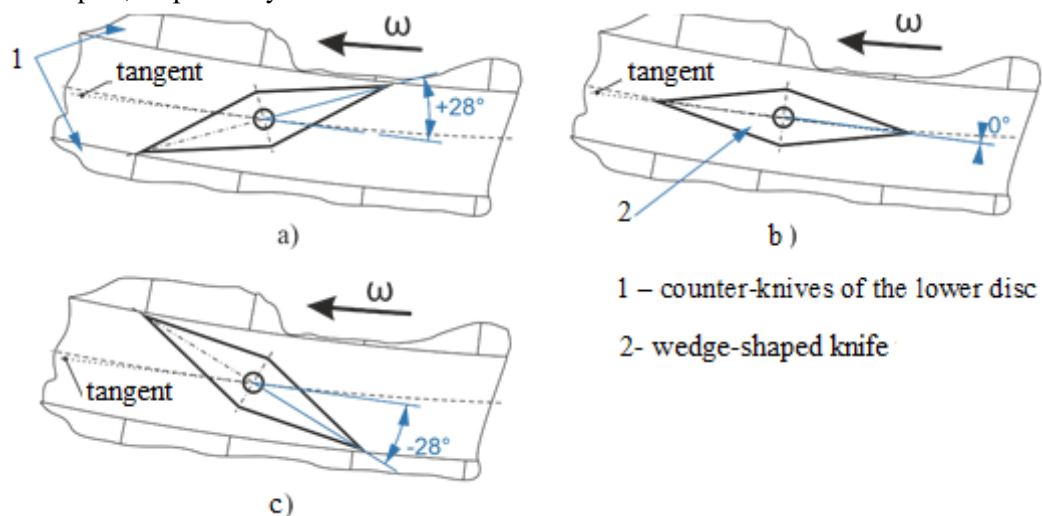 ω
1
tangent
+28°
a)
ω
tangent
0°
2
b )
ω
tangent
-28°
c)
1 – counter-knives of the lower disc
2- wedge-shaped knife